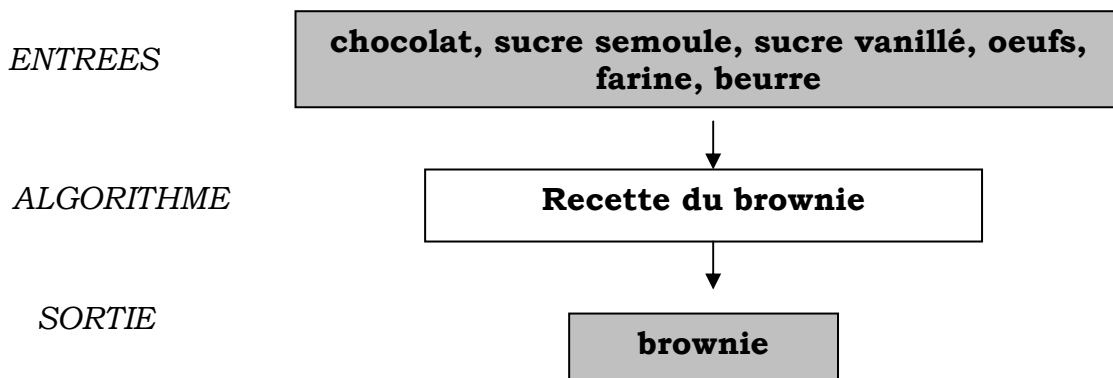 ENTREES
chocolat, sucre semoule, sucre vanillé, oeufs,
farine, beurre
ALGORITHME
Recette du brownie
SORTIE
brownie